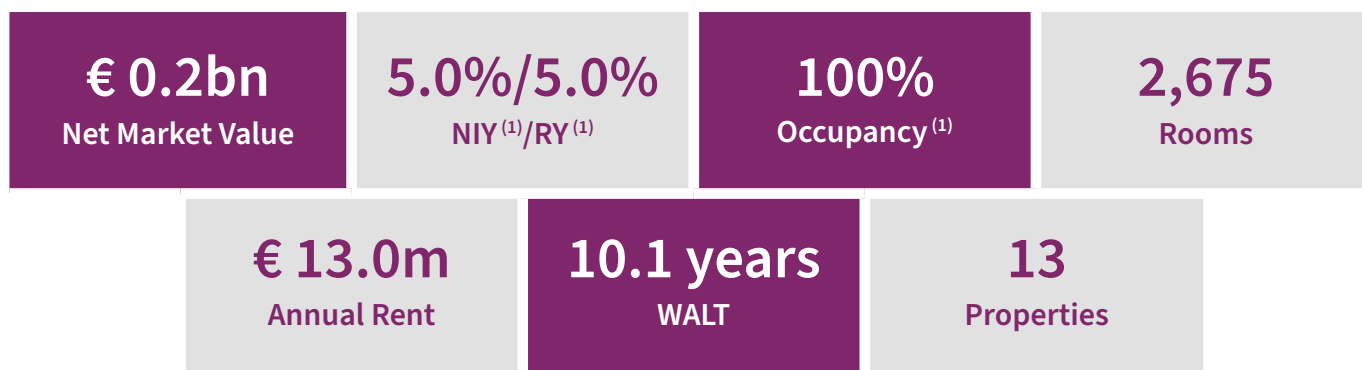 € 0.2bn
Net Market Value
5.0%/5.0%
NIY (1)/RY (1)
100%
Occupancy (1)
2,675
Rooms
€ 13.0m
Annual Rent
10.1 years
WALT
13
Properties